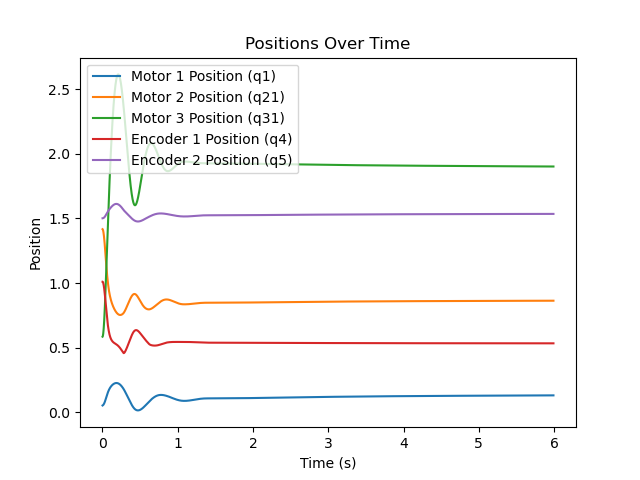 Positions Over Time
Motor 1 Position (q1)
Motor 2 Position (q21)
Motor 3 Position (q31)
Encoder 1 Position (q4)
Encoder 2 Position (q5)
Position
2.5
2.0
1.5
1.0
0.5
0.0
0 1 2 3 4 5 6
Time (s)